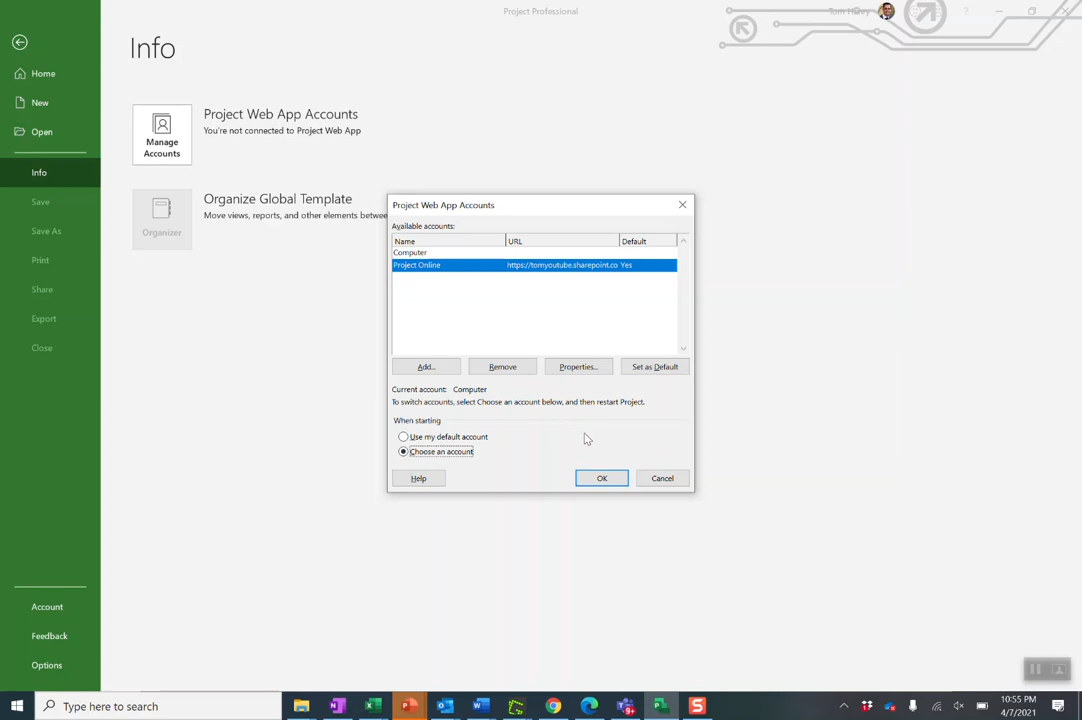 Project Professional
Tom Henry
?
Info
Home
New
Open
Info
Save
Save As
Print
Share
Export
Close
Account
Feedback
Options
Manage
Accounts
Project Web App Accounts
You're not connected to Project Web App
Organizer
Organize Global Template
Move views, reports, and other elements betwee
Project Web App Accounts
Available accounts:
Name URL Default
Computer
Project Online https://tomyoutube.sharepoint.co Yes
Add... Remove Properties... Set as Default
Current account: Computer
To switch accounts, select Choose an account below, and then restart Project.
When starting
Use my default account
Choose an account
Help OK Cancel
Type here to search
9+
10:55 PM
4/7/2021